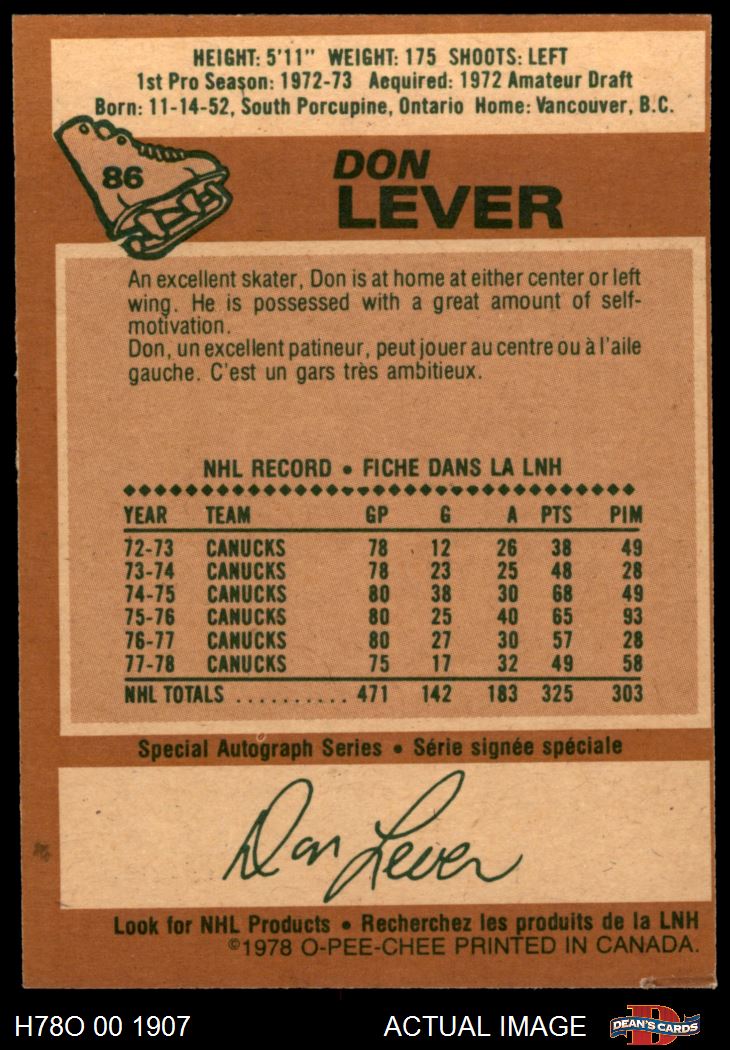 HEIGHT: 5'11" WEIGHT: 175 SHOOTS: LEFT
1st Pro Season: 1972-73 Acquired: 1972 Amateur Draft
Born: 11-14-52, South Porcupine, Ontario Home: Vancouver, B.C.
86
DON
LEVER
An excellent skater, Don is at home at either center or left
wing. He is possessed with a great amount of self-
motivation.
Don, un excellent patineur, peut jouer au centre ou à l'aile
gauche. C'est un gars très ambitieux.
NHL RECORD • FICHE DANS LA LNH
YEAR TEAM GP G A PTS PIM
72-73 CANUCKS 78 12 26 38 49
73-74 CANUCKS 78 23 25 48 28
74-75 CANUCKS 80 38 30 68 49
75-76 CANUCKS 80 25 40 65 93
76-77 CANUCKS 80 27 30 57 28
77-78 CANUCKS 75 17 32 49 58
NHL TOTALS .......... 471 142 183 325 303
Special Autograph Series • Série signée spéciale
Don Lever
Look for NHL Products • Recherchez les produits de la LNH
©1978 O-PEE-CHEE PRINTED IN CANADA.
H78O 00 1907 ACTUAL IMAGE D DEAN'S CARDS